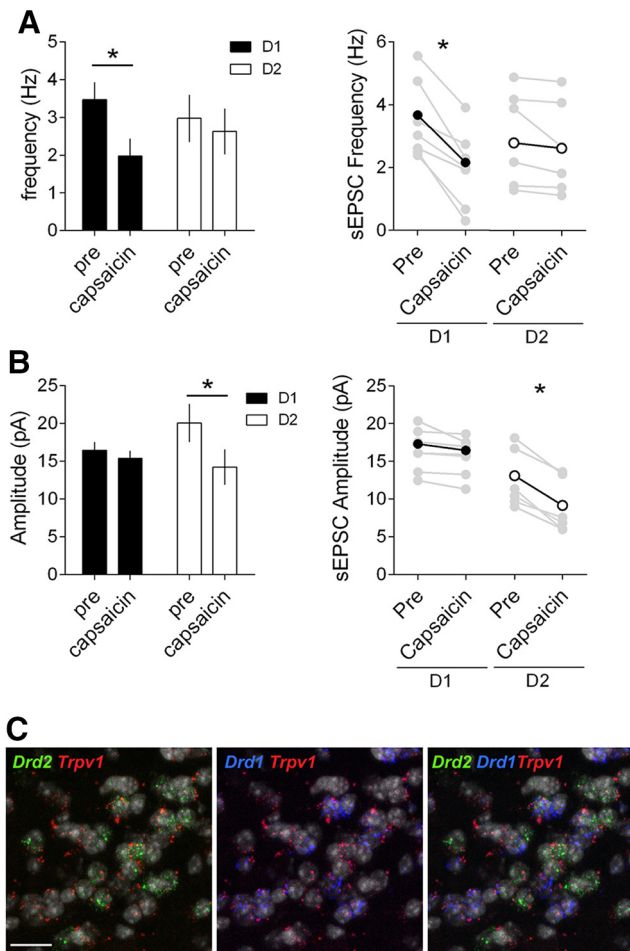 A
frequency (Hz)
5
4
3
2
1
0
*
D1
D2
pre
capsaicin
pre
capsaicin
sEPSC Frequency (Hz)
6
4
2
0
*
Pre
Capsaicin
Pre
Capsaicin
D1
D2
B
Amplitude (pA)
25
20
15
10
5
0
*
D1
D2
pre
capsaicin
pre
capsaicin
sEPSC Amplitude (pA)
25
20
15
10
5
0
*
Pre
Capsaicin
Pre
Capsaicin
D1
D2
C
Drd2 Trpv1
Drd1 Trpv1
Drd2 Drd1 Trpv1